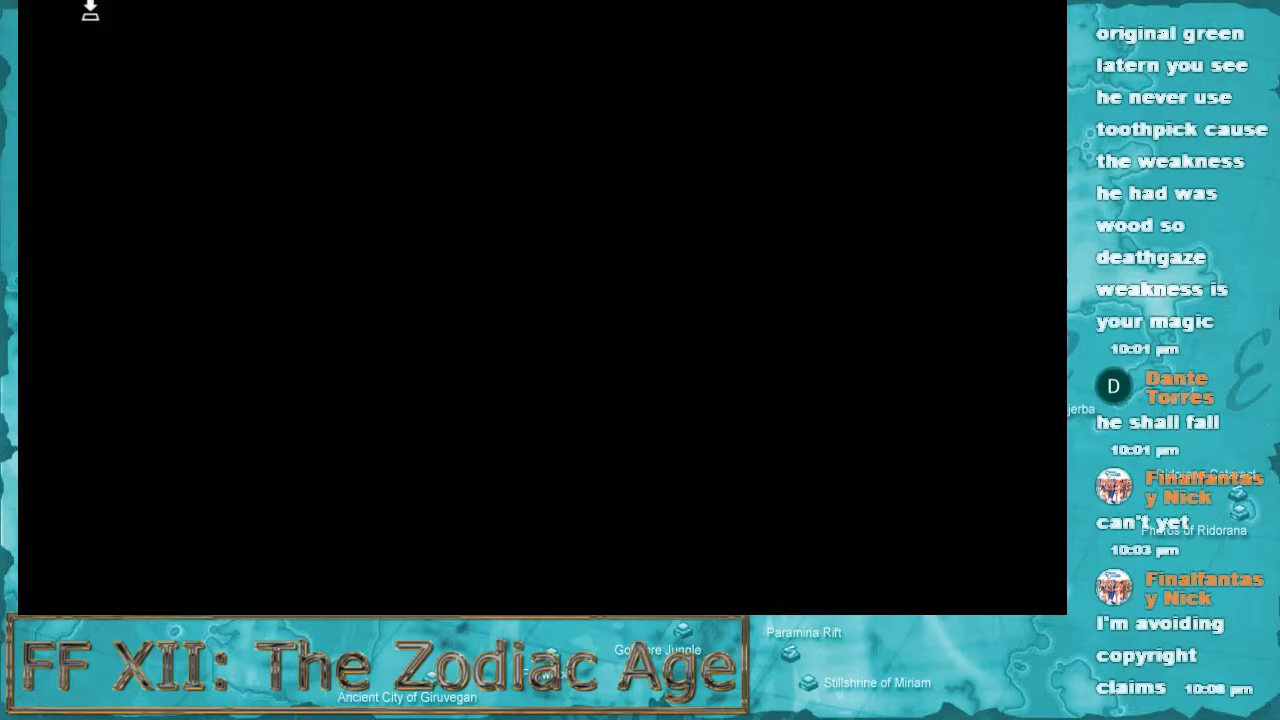 original green
latern you see
he never use
toothpick cause
the weakness
he had was
wood so
deathgaze
weakness is
your magic
10:01 pm
D
Dante
Torres
jerba
he shall fall
10:01 pm
Finalfantas
y Nick
can't yet
of Ridorana
10:03 pm
Finalfantas
y Nick
I'm avoiding
copyright
claims 10:08 pm
FF XII: The Zodiac Age
Jungle
Ancient City of Giruvegan
Paramina Rift
Stillshrine of Miriam